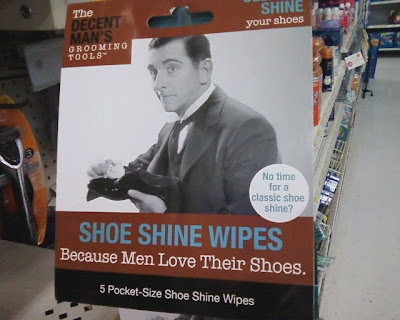 The
DECENT
MAN'S
GROOMING
TOOLS™
SHINE
your shoes
No time
for a
classic shoe
shine?
SHOE SHINE WIPES
Because Men Love Their Shoes.
5 Pocket-Size Shoe Shine Wipes